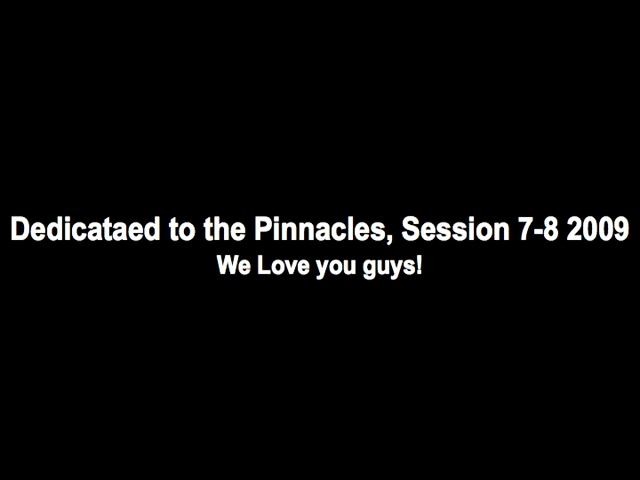 Dedicataed to the Pinnacles, Session 7-8 2009
We Love you guys!